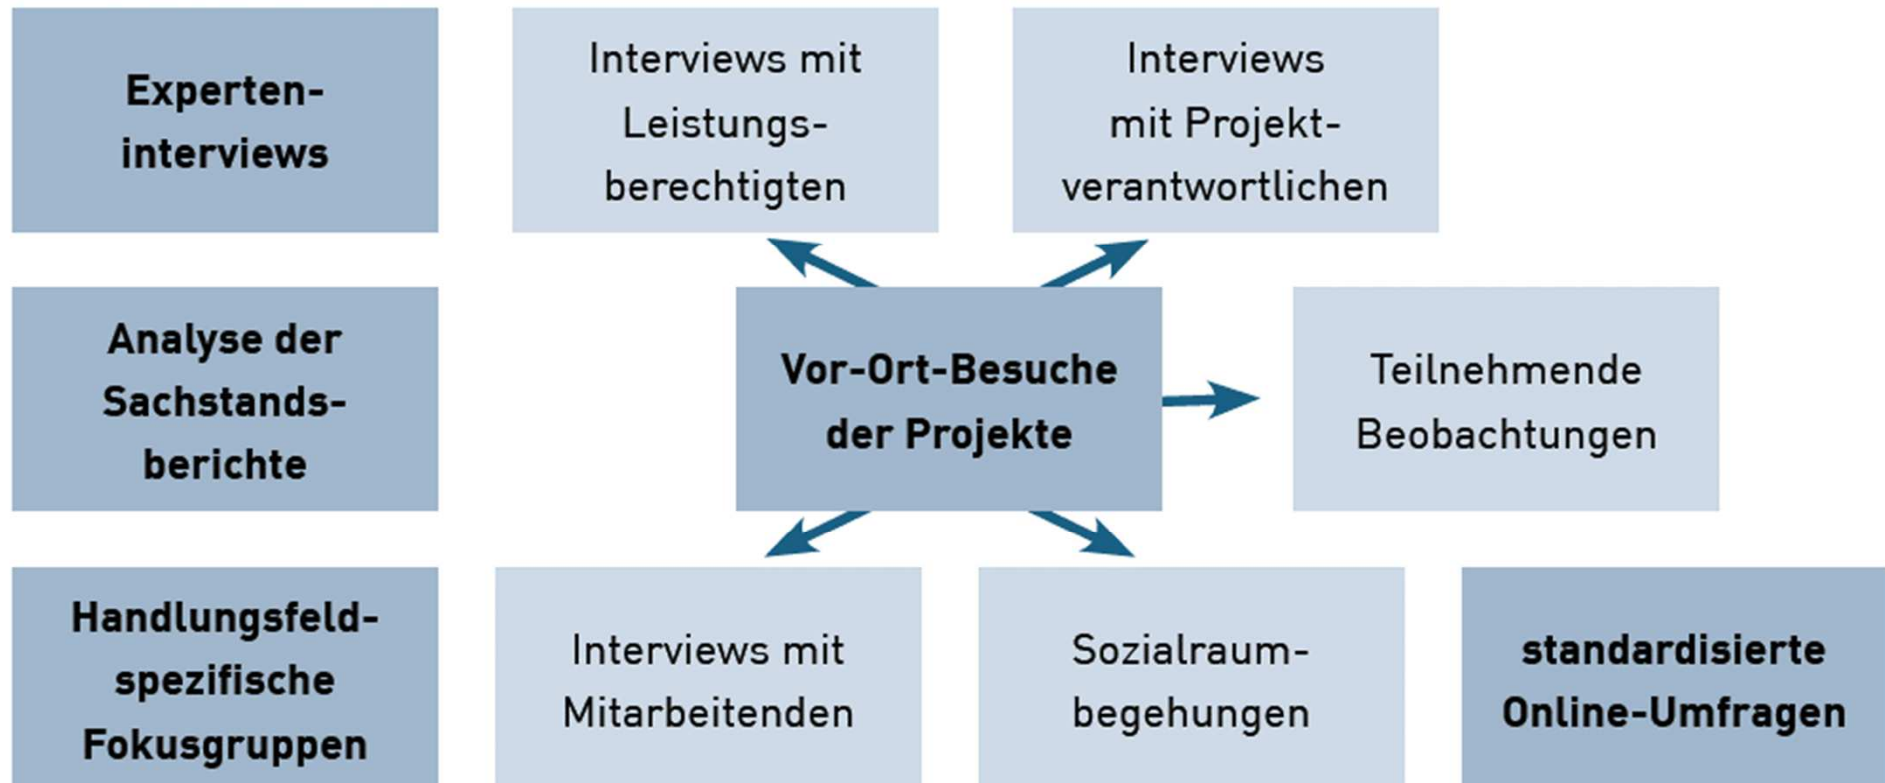 Experten-
interviews
Interviews mit
Leistungs-
berechtigten
Interviews
mit Projekt-
verantwortlichen
Analyse der
Sachstands-
berichte
Vor-Ort-Besuche
der Projekte
Teilnehmende
Beobachtungen
Handlungsfeld-
spezifische
Fokusgruppen
Interviews mit
Mitarbeitenden
Sozialraum-
begehungen
standardisierte
Online-Umfragen